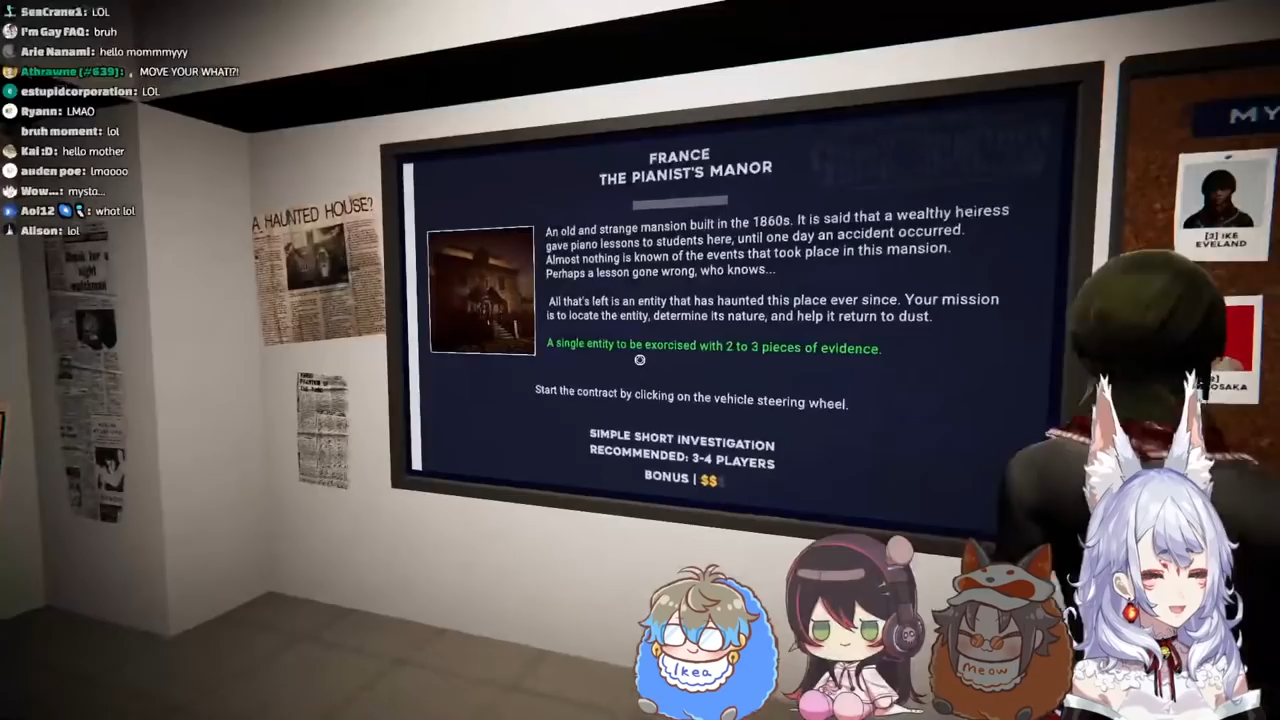 SeaCrane1: LOL
I'm Gay FAQ: bruh
Arie Nanami: hello mommmyyy
Athrawne (#639): , MOVE YOUR WHAT?!
estupidcorporation: LOL
Ryann: LMAO
bruh moment: lol
Kai :D: hello mother
auden poe: lmaooo
Wow...: mysta...
Aoi12: what lol
Alison: lol
A HAUNTED HOUSE?
FRANCE
THE PIANIST'S MANOR
An old and strange mansion built in the 1860s. It is said that a wealthy heiress
gave piano lessons to students here, until one day an accident occurred.
Almost nothing is known of the events that took place in this mansion.
Perhaps a lesson gone wrong, who knows...
All that's left is an entity that has haunted this place ever since. Your mission
is to locate the entity, determine its nature, and help it return to dust.
A single entity to be exorcised with 2 to 3 pieces of evidence.
Start the contract by clicking on the vehicle steering wheel.
SIMPLE SHORT INVESTIGATION
RECOMMENDED: 3-4 PLAYERS
BONUS | $$
MY
[3] IKE
EVELAND
OSAKA
Ikea
meow